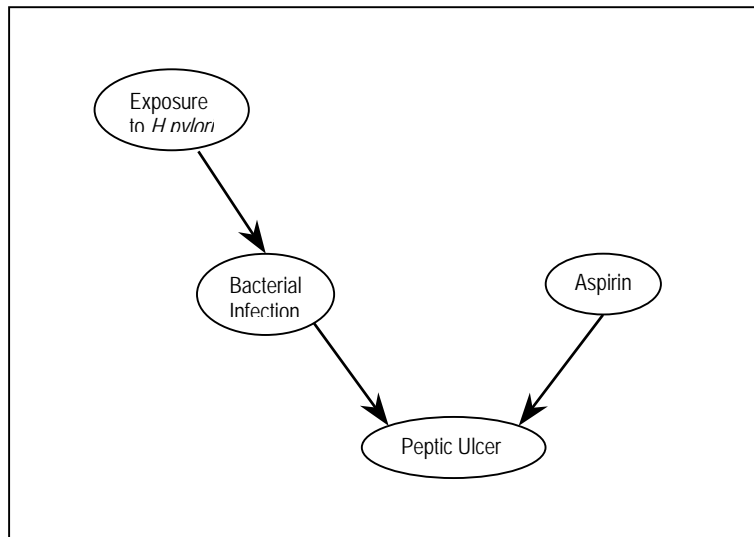 Exposure
to H pylori
Bacterial
Infection
Aspirin
Peptic Ulcer